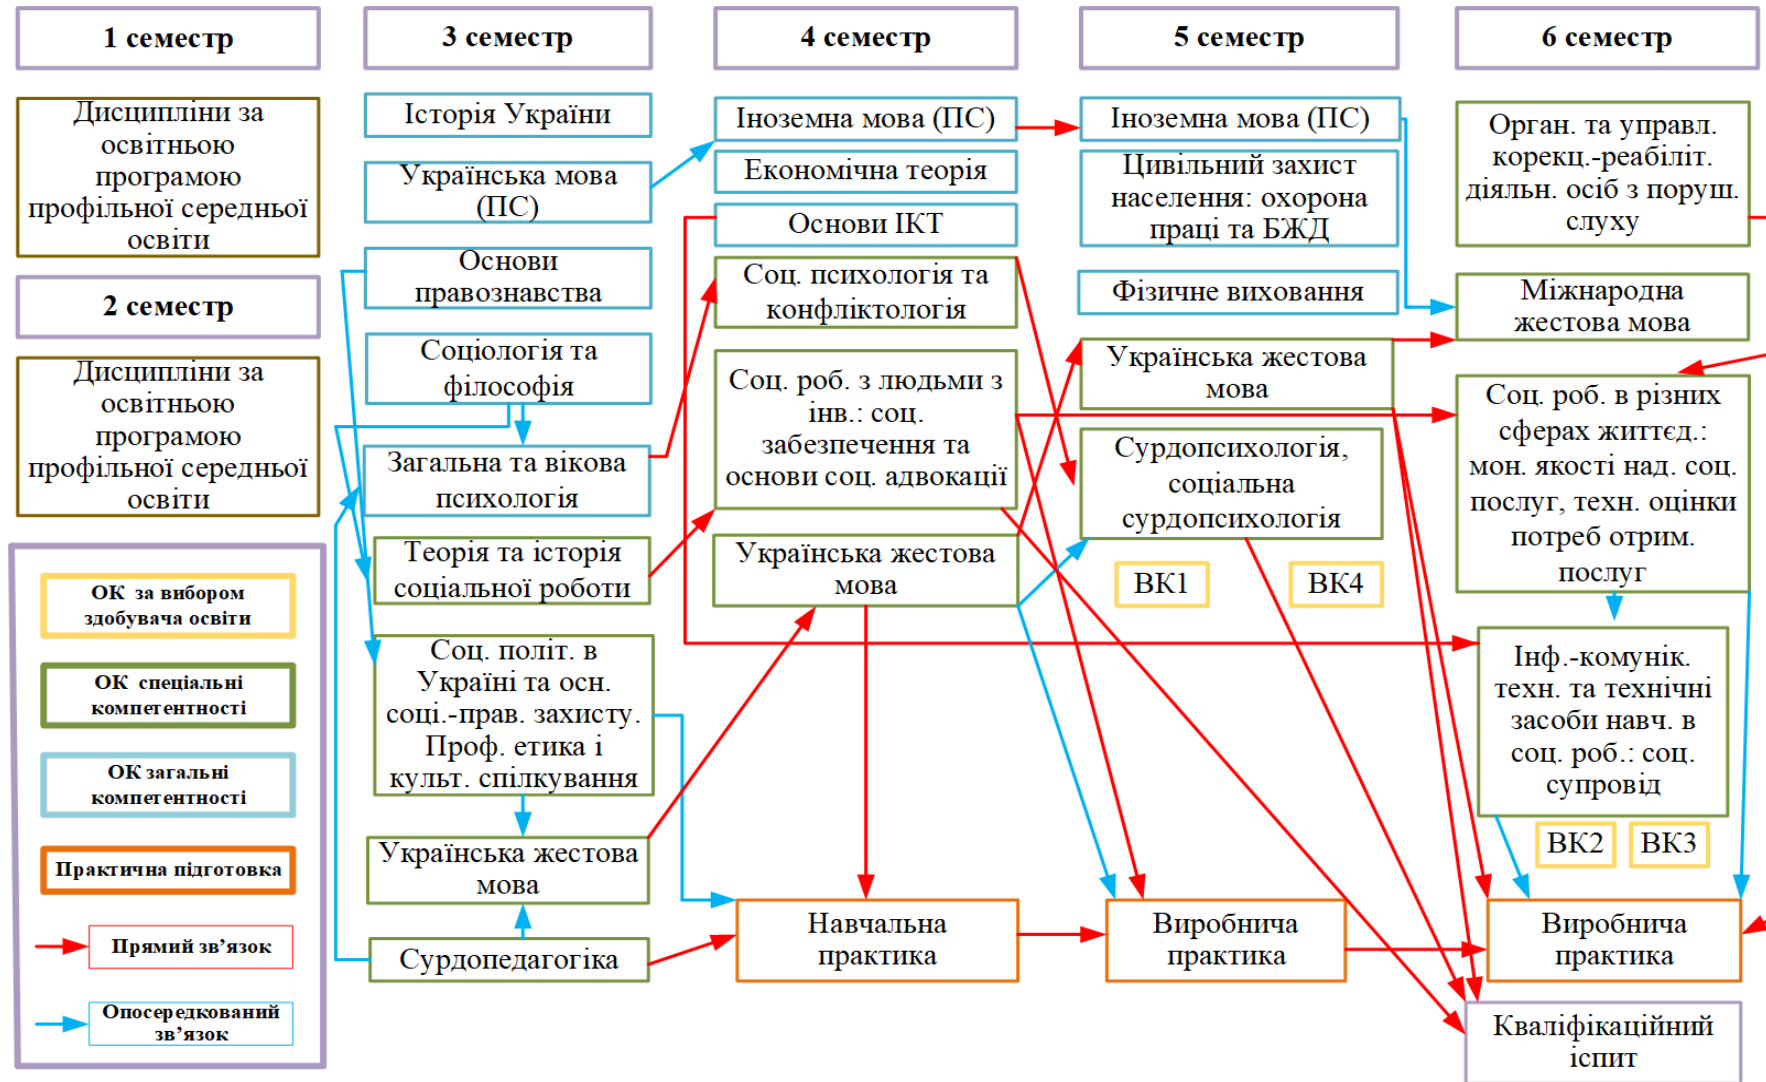 1 семестр
Дисципліни за
освітньою
програмою
профільної середньої
освіти
2 семестр
Дисципліни за
освітньою
програмою
профільної середньої
освіти
ОК за вибором
здобувача освіти
ОК спеціальні
компетентності
ОК загальні
компетентності
Практична підготовка
Прямий зв’язок
Опосередкований
зв’язок
3 семестр
Історія України
Українська мова
(ПС)
Основи
правознавства
Соціологія та
філософія
Загальна та вікова
психологія
Теорія та історія
соціальної роботи
Соц. політ. в
Україні та осн.
соці.-прав. захисту.
Проф. етика і
культ. спілкування
Українська жестова
мова
Сурдопедагогіка
4 семестр
Іноземна мова (ПС)
Економічна теорія
Основи ІКТ
Соц. психологія та
конфліктологія
Соц. роб. з людьми з
інв.: соц.
забезпечення та
основи соц. адвокації
Українська жестова
мова
Навчальна
практика
5 семестр
Іноземна мова (ПС)
Цивільний захист
населення: охорона
праці та БЖД
Фізичне виховання
Українська жестова
мова
Сурдопсихологія,
соціальна
сурдопсихологія
ВК1
ВК4
Виробнича
практика
6 семестр
Орган. та управл.
корекц.-реабіліт.
діяльн. осіб з поруш.
слуху
Міжнародна
жестова мова
Соц. роб. в різних
сферах життєд.:
мон. якості над. соц.
послуг, техн. оцінки
потреб отрим.
послуг
Інф.-комунік.
техн. та технічні
засоби навч. в
соц. роб.: соц.
супровід
ВК2
ВК3
Виробнича
практика
Кваліфікаційний
іспит